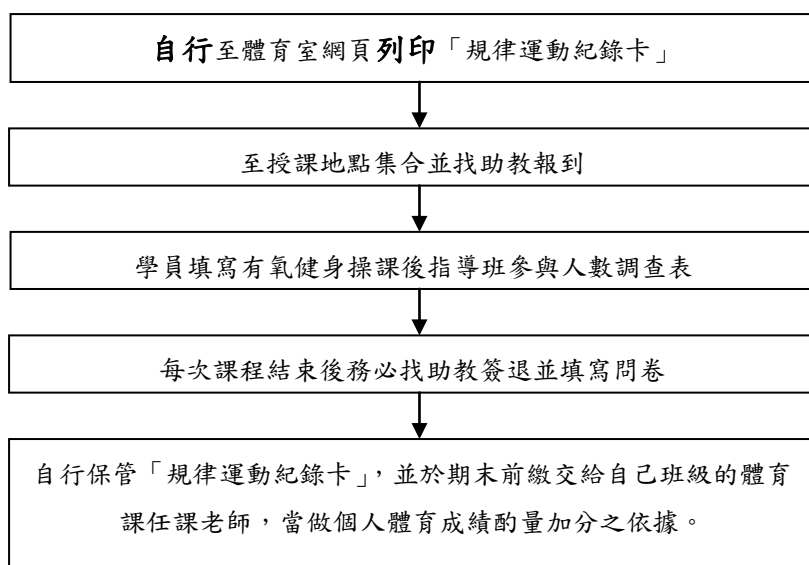 自行至體育室網頁列印「規律運動紀錄卡」
至授課地點集合並找助教報到
學員填寫有氧健身操課後指導班參與人數調查表
每次課程結束後務必找助教簽退並填寫問卷
自行保管「規律運動紀錄卡」，並於期末前繳交給自己班級的體育
課任課老師，當做個人體育成績酌量加分之依據。